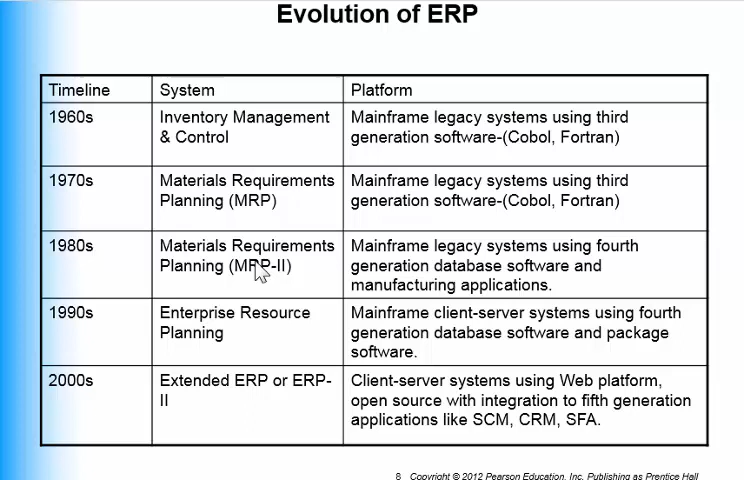 Evolution of ERP
Timeline
System
Platform
1960s
Inventory Management
& Control
Mainframe legacy systems using third
generation software-(Cobol, Fortran)
1970s
Materials Requirements
Planning (MRP)
Mainframe legacy systems using third
generation software-(Cobol, Fortran)
1980s
Materials Requirements
Planning (MRP-II)
Mainframe legacy systems using fourth
generation database software and
manufacturing applications.
1990s
Enterprise Resource
Planning
Mainframe client-server systems using fourth
generation database software and package
software.
2000s
Extended ERP or ERP-
II
Client-server systems using Web platform,
open source with integration to fifth generation
applications like SCM, CRM, SFA.
8 Copyright © 2012 Pearson Education, Inc. Publishing as Prentice Hall